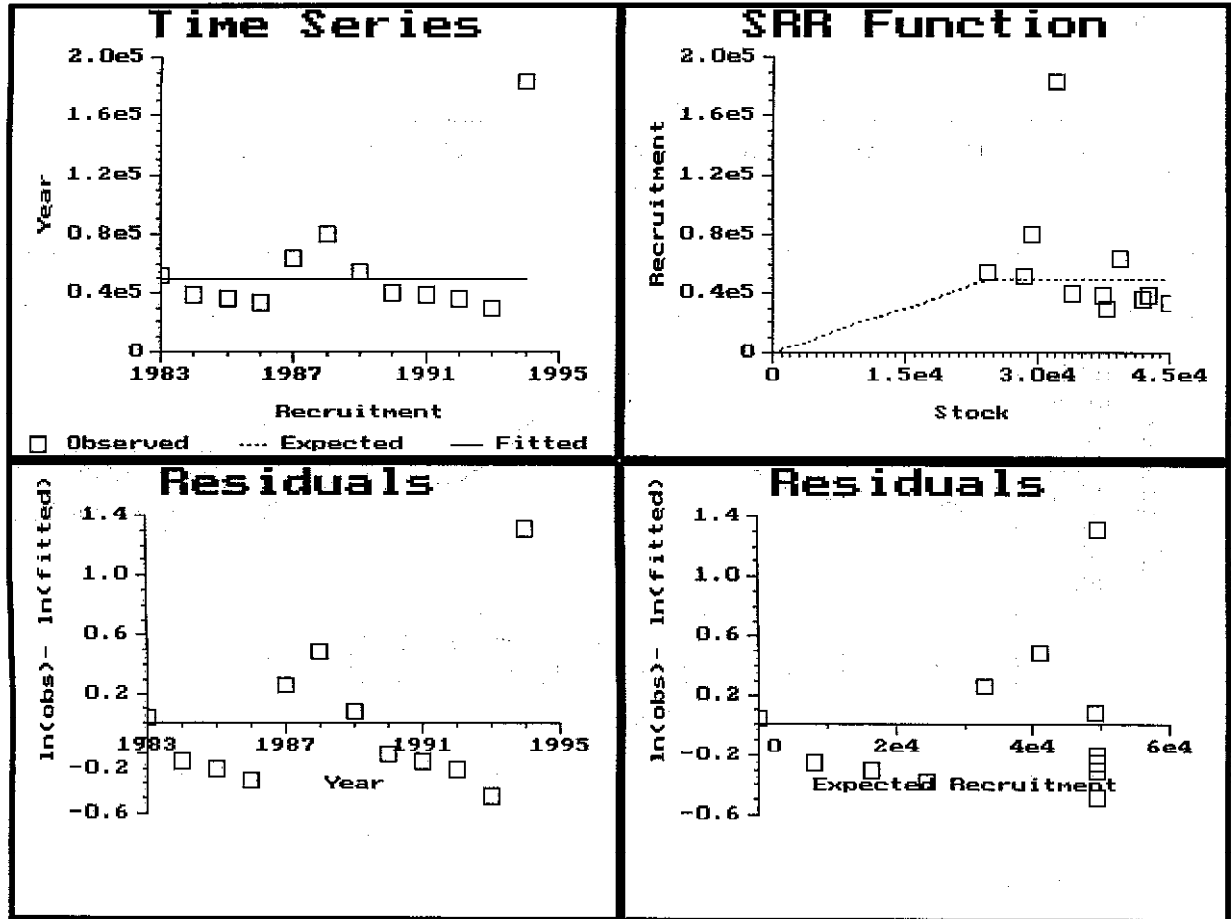 Time Series
2.0e5
1.6e5
1.2e5
0.8e5
0.4e5
0
Year
1983 1987 1991 1995
Recruitment
Observed Expected Fitted
SRR Function
2.0e5
1.6e5
1.2e5
0.8e5
0.4e5
0
Recruitment
0 1.5e4 3.0e4 4.5e4
Stock
Residuals
1.4
1.0
0.6
0.2
-0.2
-0.6
ln(obs)- ln(fitted)
1983 1987 1991 1995
Year
Residuals
1.4
1.0
0.6
0.2
-0.2
-0.6
ln(obs)- ln(fitted)
0 2e4 4e4 6e4
Expected Recruitment